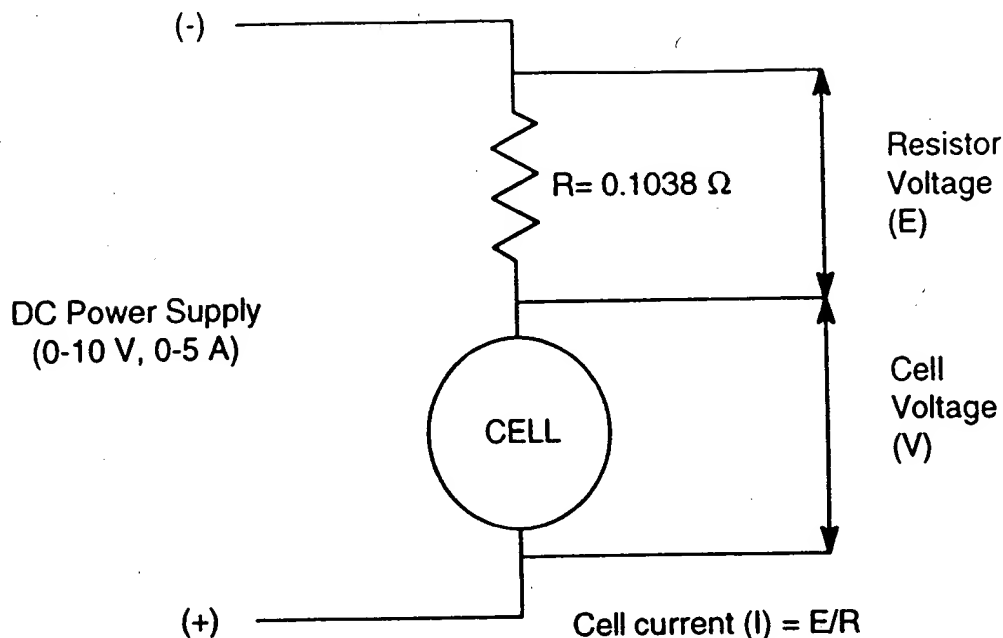 (-)
R= 0.1038 Ω
Resistor
Voltage
(E)
DC Power Supply
(0-10 V, 0-5 A)
CELL
Cell
Voltage
(V)
(+)
Cell current (I) = E/R